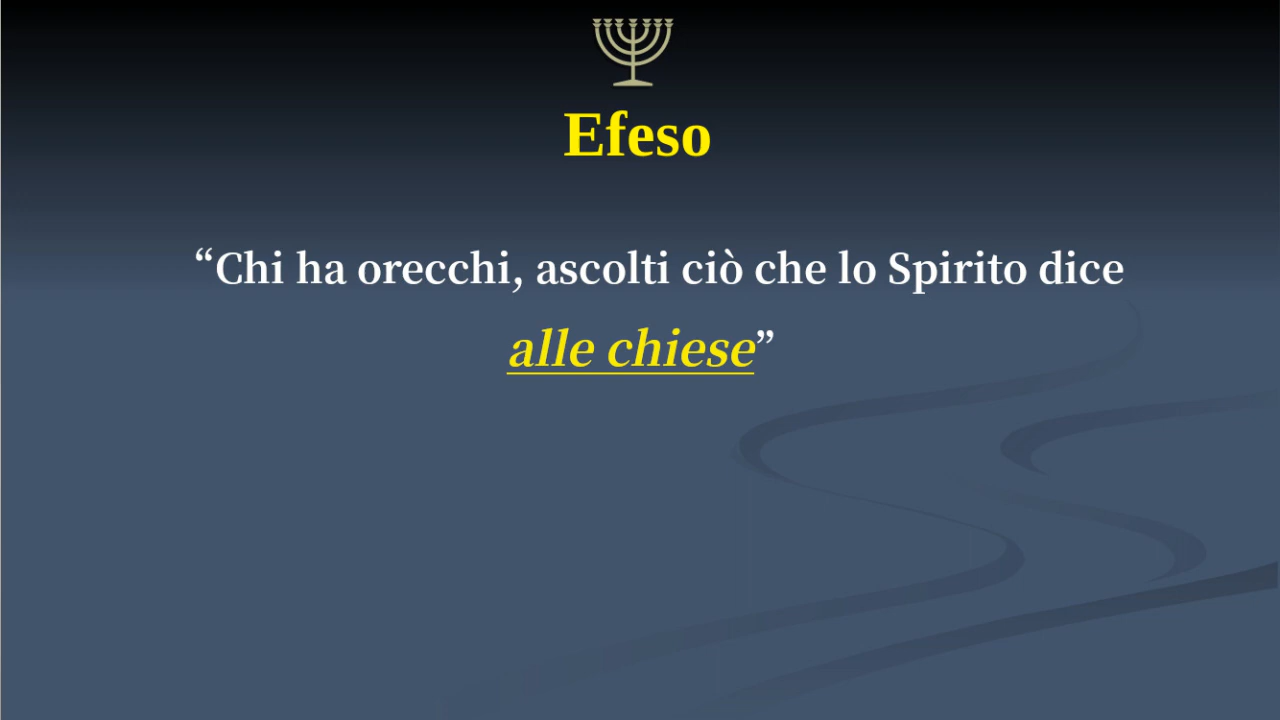 Efeso
“Chi ha orecchi, ascolti ciò che lo Spirito dice
alle chiese”